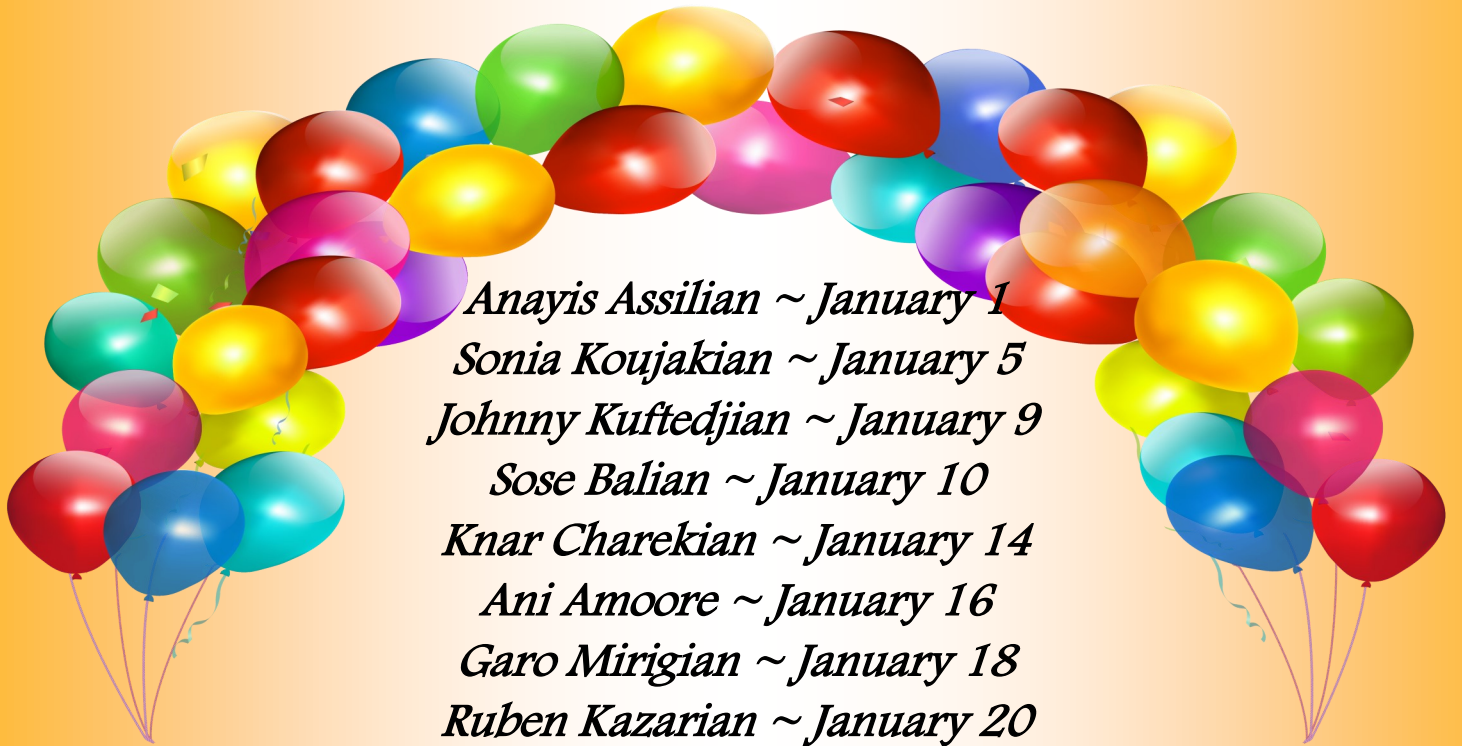 Anayis Assilian ~ January 1
Sonia Koujakian ~ January 5
Johnny Kuftedjian ~ January 9
Sose Balian ~ January 10
Knar Charekian ~ January 14
Ani Amoore ~ January 16
Garo Mirigian ~ January 18
Ruben Kazarian ~ January 20